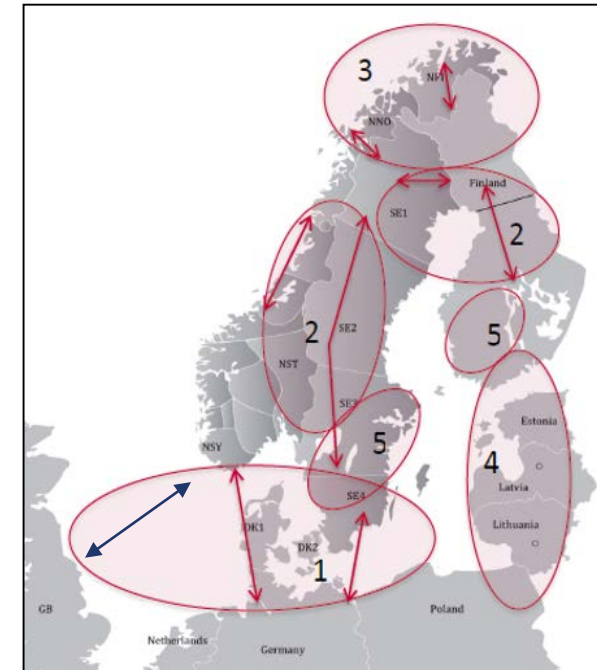 3
NFI
NNO
Finland
SE1
2
2
SE2
NST
5
SE3
Estonia
5
4
NSY
Latvia
SE4
DK1
Lithuania
DK2
1
GB
Poland
Netherlands
Germany